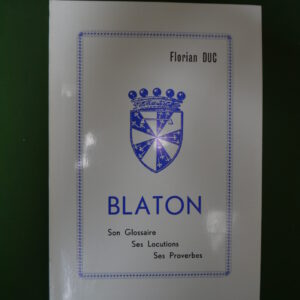 Florian DUC
BLATON
Son Glossaire
Ses Locutions
Ses Proverbes